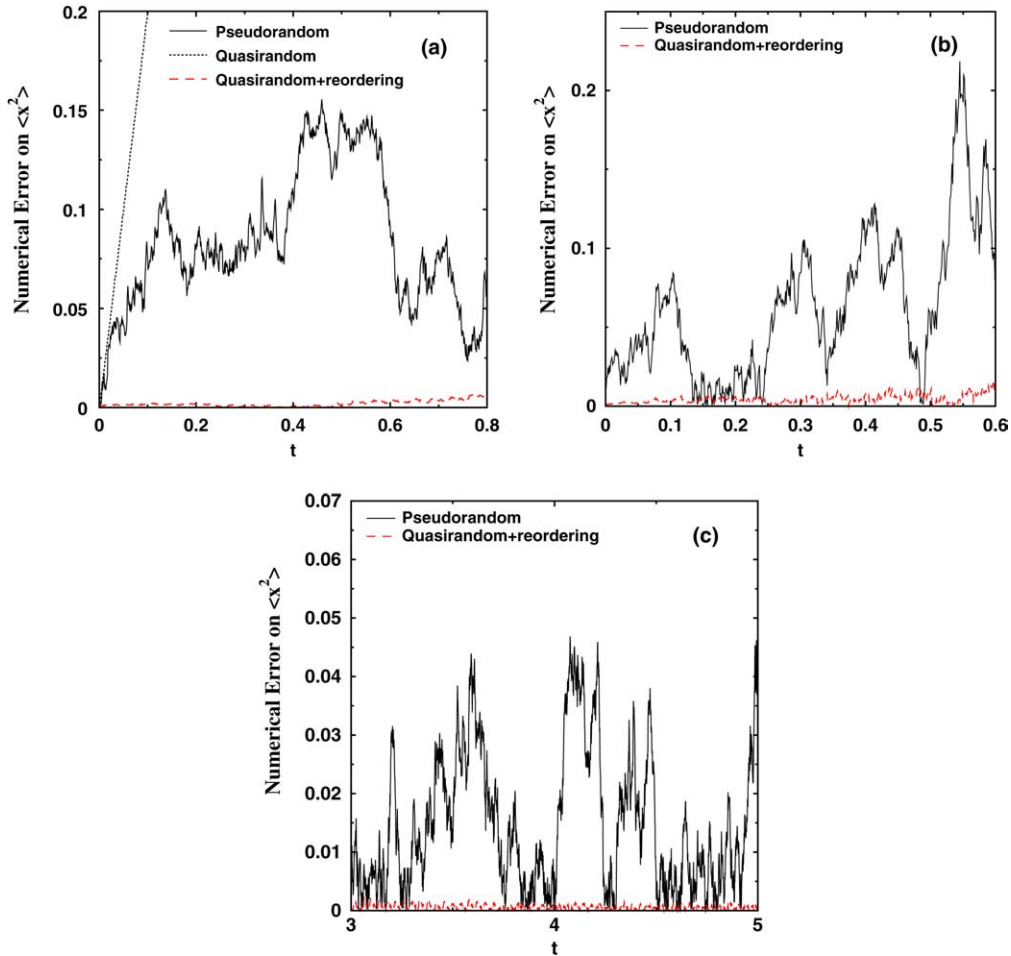 0.2
Pseudorandom
Quasirandom
Quasirandom+reordering
(a)
0.15
0.1
0.05
0
0 0.2 0.4 0.6 0.8
t
Numerical Error on <x²>
Pseudorandom
Quasirandom+reordering
(b)
0.2
0.1
0
0 0.1 0.2 0.3 0.4 0.5 0.6
t
Numerical Error on <x²>
0.07
Pseudorandom
Quasirandom+reordering
(c)
0.06
0.05
0.04
0.03
0.02
0.01
0
3 4 5
t
Numerical Error on <x²>